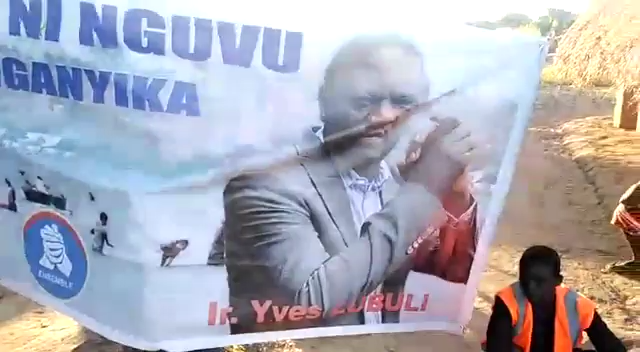 NI NGUVU
GANYIKA
ENSEMBLE
Ir. Yves LUBULI